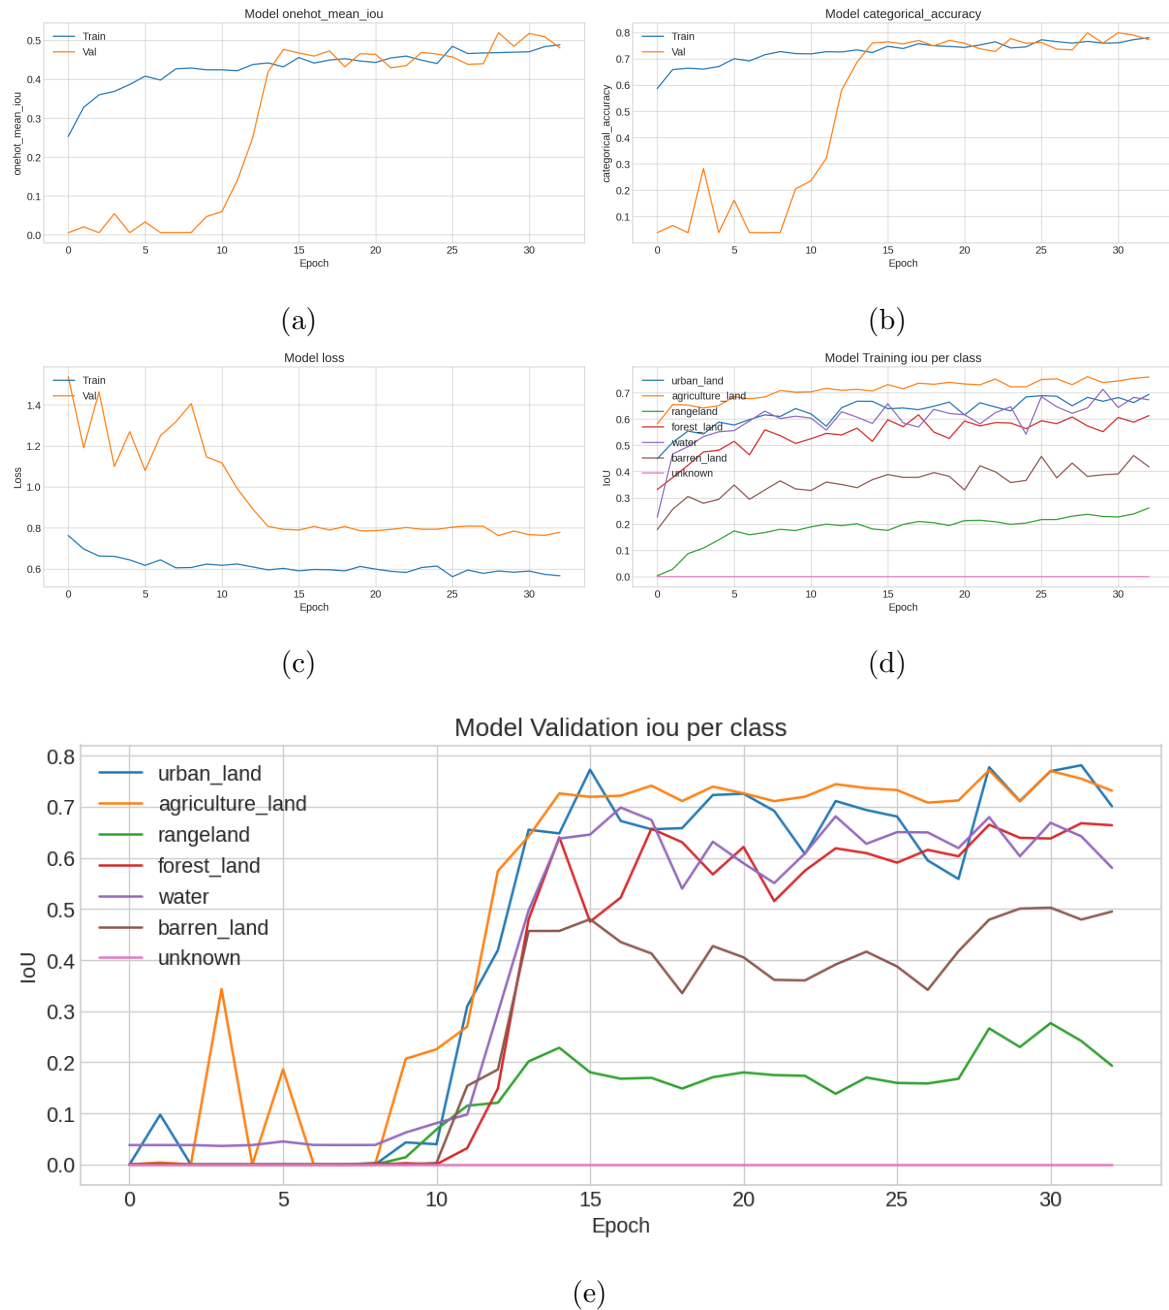 Model onehot_mean_iou
Train
Val
onehot_mean_iou
0.5
0.4
0.3
0.2
0.1
0.0
0 5 10 15 20 25 30
Epoch
(a)
Model categorical_accuracy
Train
Val
categorical_accuracy
0.8
0.7
0.6
0.5
0.4
0.3
0.2
0.1
0 5 10 15 20 25 30
Epoch
(b)
Model loss
Train
Val
Loss
1.4
1.2
1.0
0.8
0.6
0 5 10 15 20 25 30
Epoch
(c)
Model Training iou per class
urban_land
agriculture_land
rangeland
forest_land
water
barren_land
unknown
IoU
0.7
0.6
0.5
0.4
0.3
0.2
0.1
0.0
0 5 10 15 20 25 30
Epoch
(d)
Model Validation iou per class
urban_land
agriculture_land
rangeland
forest_land
water
barren_land
unknown
IoU
0.8
0.7
0.6
0.5
0.4
0.3
0.2
0.1
0.0
0 5 10 15 20 25 30
Epoch
(e)